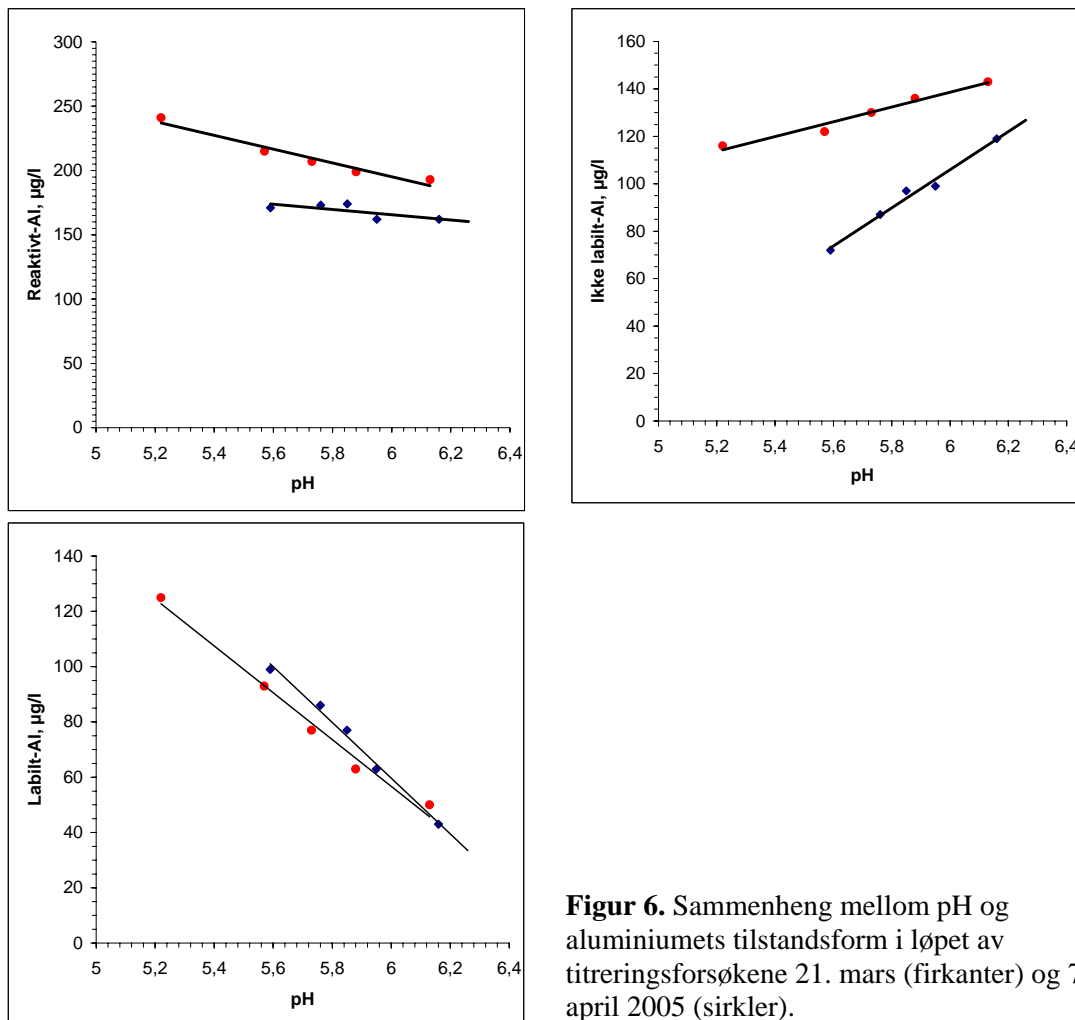 300
250
200
150
100
50
0
Reaktivt-Al, µg/l
5 5,2 5,4 5,6 5,8 6 6,2 6,4
pH
160
140
120
100
80
60
40
20
0
Ikke labilt-Al, µg/l
5 5,2 5,4 5,6 5,8 6 6,2 6,4
pH
140
120
100
80
60
40
20
0
Labilt-Al, µg/l
5 5,2 5,4 5,6 5,8 6 6,2 6,4
pH
Figur 6. Sammenheng mellom pH og
aluminiumets tilstandsform i løpet av
titreringsforsøkene 21. mars (firkanter) og 7
april 2005 (sirkler).